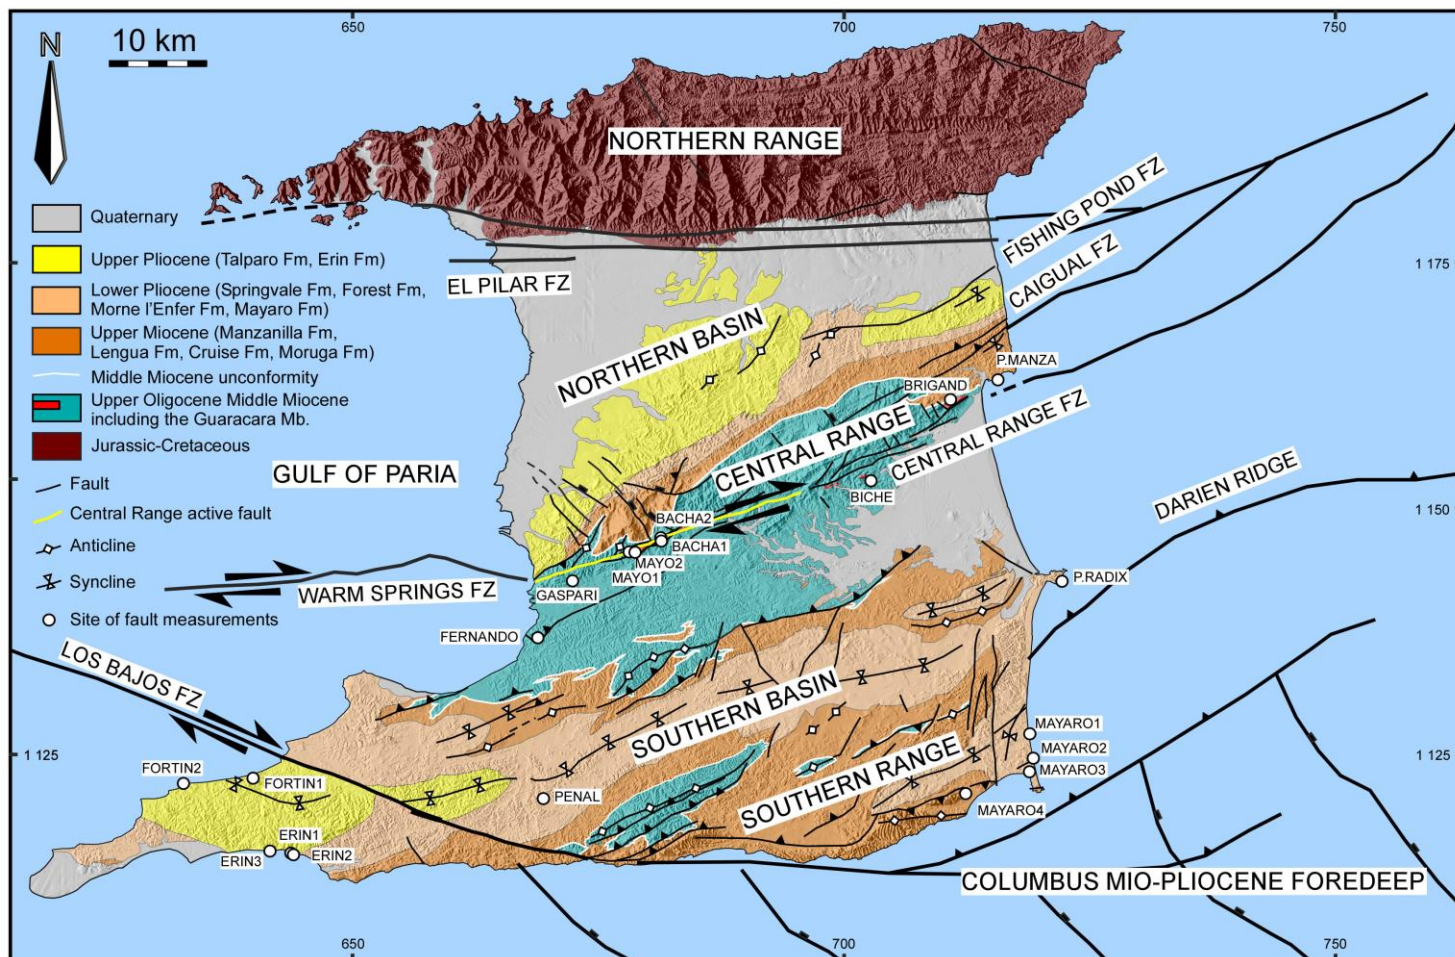 650
700
750
N
10 km
NORTHERN RANGE
Quaternary
Upper Pliocene (Talparo Fm, Erin Fm)
Lower Pliocene (Springvale Fm, Forest Fm,
Morne l'Enfer Fm, Mayaro Fm)
Upper Miocene (Manzanilla Fm,
Lengua Fm, Cruise Fm, Moruga Fm)
Middle Miocene unconformity
Upper Oligocene Middle Miocene
including the Guaracara Mb.
Jurassic-Cretaceous
Fault
Central Range active fault
Anticline
Syncline
Site of fault measurements
FISHING POND FZ
CAIGUAL FZ
1 175
EL PILAR FZ
NORTHERN BASIN
P.MANZA
BRIGAND
CENTRAL RANGE
CENTRAL RANGE FZ
GULF OF PARIA
BICHE
DARIEN RIDGE
1 150
BACHA2
BACHA1
MAYO2
MAYO1
GASPARI
WARM SPRINGS FZ
P.RADIX
FERNANDO
LOS BAJOS FZ
SOUTHERN BASIN
MAYARO1
MAYARO2
MAYARO3
MAYARO4
1 125
1 125
FORTIN2
FORTIN1
PENAL
SOUTHERN RANGE
ERIN1
ERIN2
ERIN3
COLUMBUS MIO-PLIOCENE FOREDEEP
650
700
750